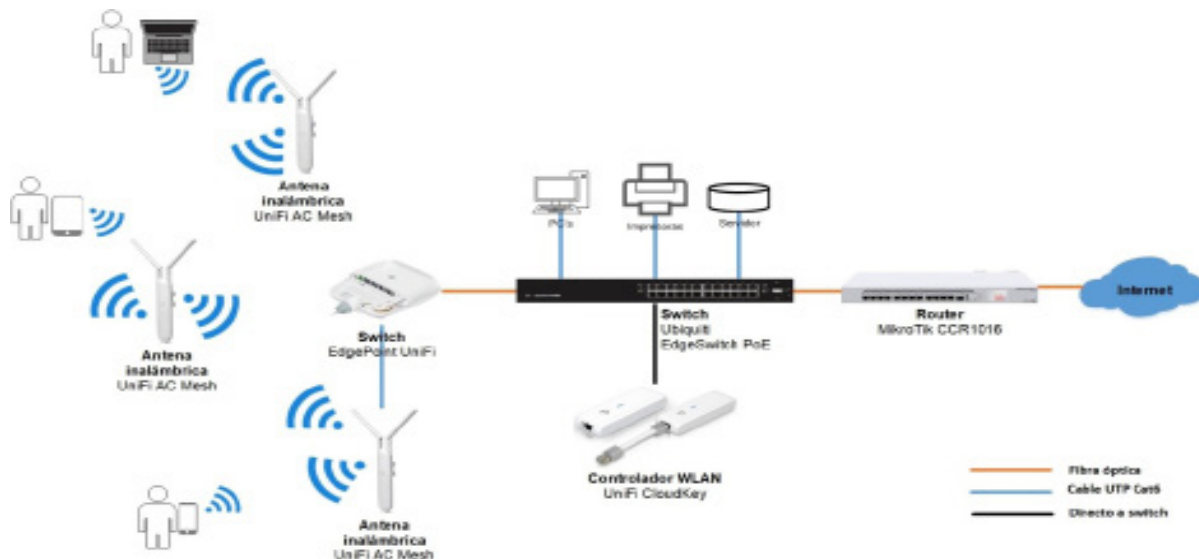 Antena
inalámbrica
UniFi AC Mesh
PC's
Impresoras
Servidor
Antena
inalámbrica
UniFi AC Mesh
Switch
EdgePoint UniFi
Switch
Ubiquiti
EdgeSwitch PoE
Router
MikroTik CCR1016
Internet
Controlador WLAN
UniFi CloudKey
Antena
inalámbrica
UniFi AC Mesh
Fibra óptica
Cable UTP Cat6
Directo a switch